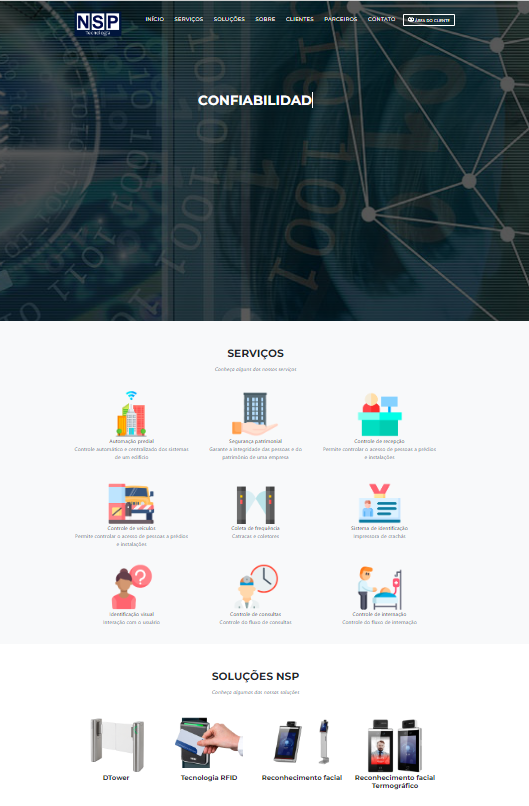 NSP
Tecnologia
INÍCIO SERVIÇOS SOLUÇÕES SOBRE CLIENTES PARCEIROS CONTATO ÁREA DO CLIENTE
CONFIABILIDAD
SERVIÇOS
Conheça alguns dos nossos serviços
Automação predial
Controle automático e centralizado dos sistemas
de um edifício
Segurança patrimonial
Garante a integridade das pessoas e do
patrimônio de uma empresa
Controle de recepção
Permite controlar o acesso de pessoas a prédios
e instalações
Controle de veículos
Permite controlar o acesso de pessoas a prédios
e instalações
Coleta de frequência
Catracas e coletores
Sistema de identificação
Impressora de crachás
Identificação visual
Interação com o usuário
Controle de consultas
Controle do fluxo de consultas
Controle de internação
Controle do fluxo de internação
SOLUÇÕES NSP
Conheça algumas das nossas soluções
DTower
Tecnologia RFID
Reconhecimento facial
Reconhecimento facial
Termográfico